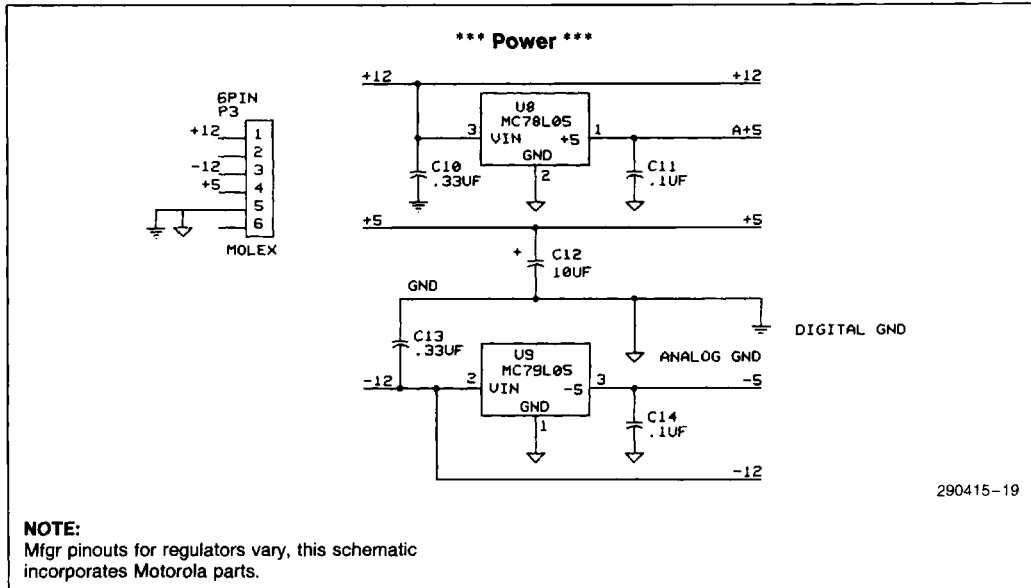 *** Power ***
6PIN
P3
+12 1
2
-12 3
+5 4
5
6
MOLEX
+12 +12
U8
MC78L05
3 VIN +5 1 A+5
GND
2
C10
.33UF
C11
.1UF
+5 +5
+ C12
10UF
GND
DIGITAL GND
ANALOG GND
C13
.33UF
U9
MC79L05
-12 2 VIN -5 3 -5
GND
1
C14
.1UF
-12
290415-19
NOTE:
Mfgr pinouts for regulators vary, this schematic
incorporates Motorola parts.